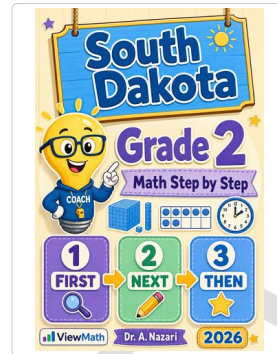 South
Dakota
Grade 2
Math Step by Step
COACH
1 2 3
FIRST NEXT THEN
ViewMath Dr. A. Nazari 2026